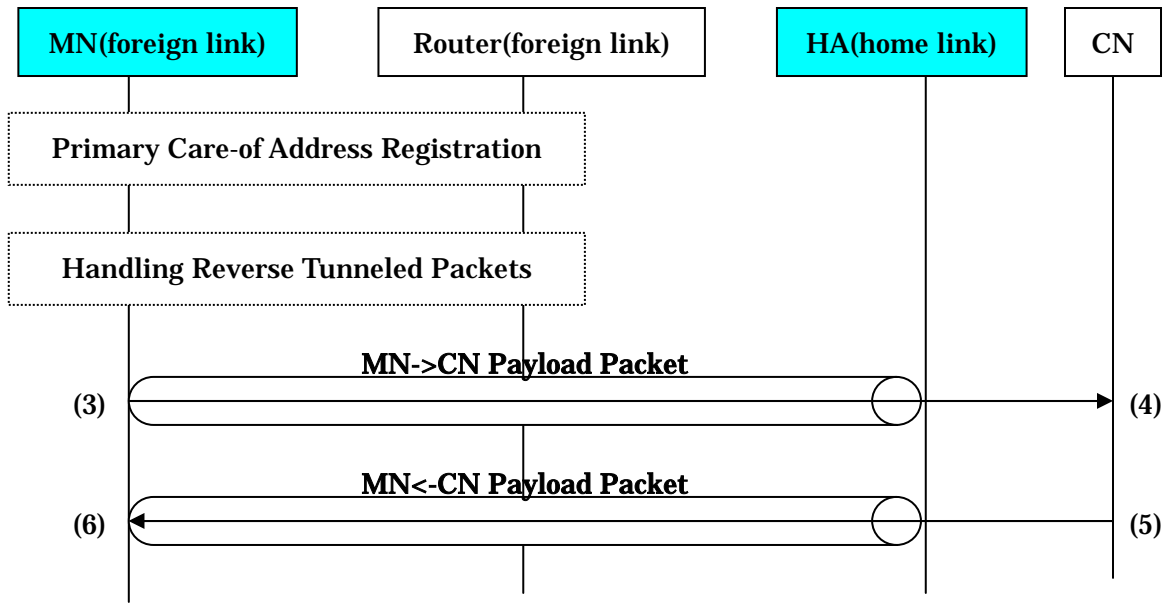 MN(foreign link) Router(foreign link) HA(home link) CN
Primary Care-of Address Registration
Handling Reverse Tunneled Packets
MN->CN Payload Packet
(3) (4)
MN<-CN Payload Packet
(6) (5)